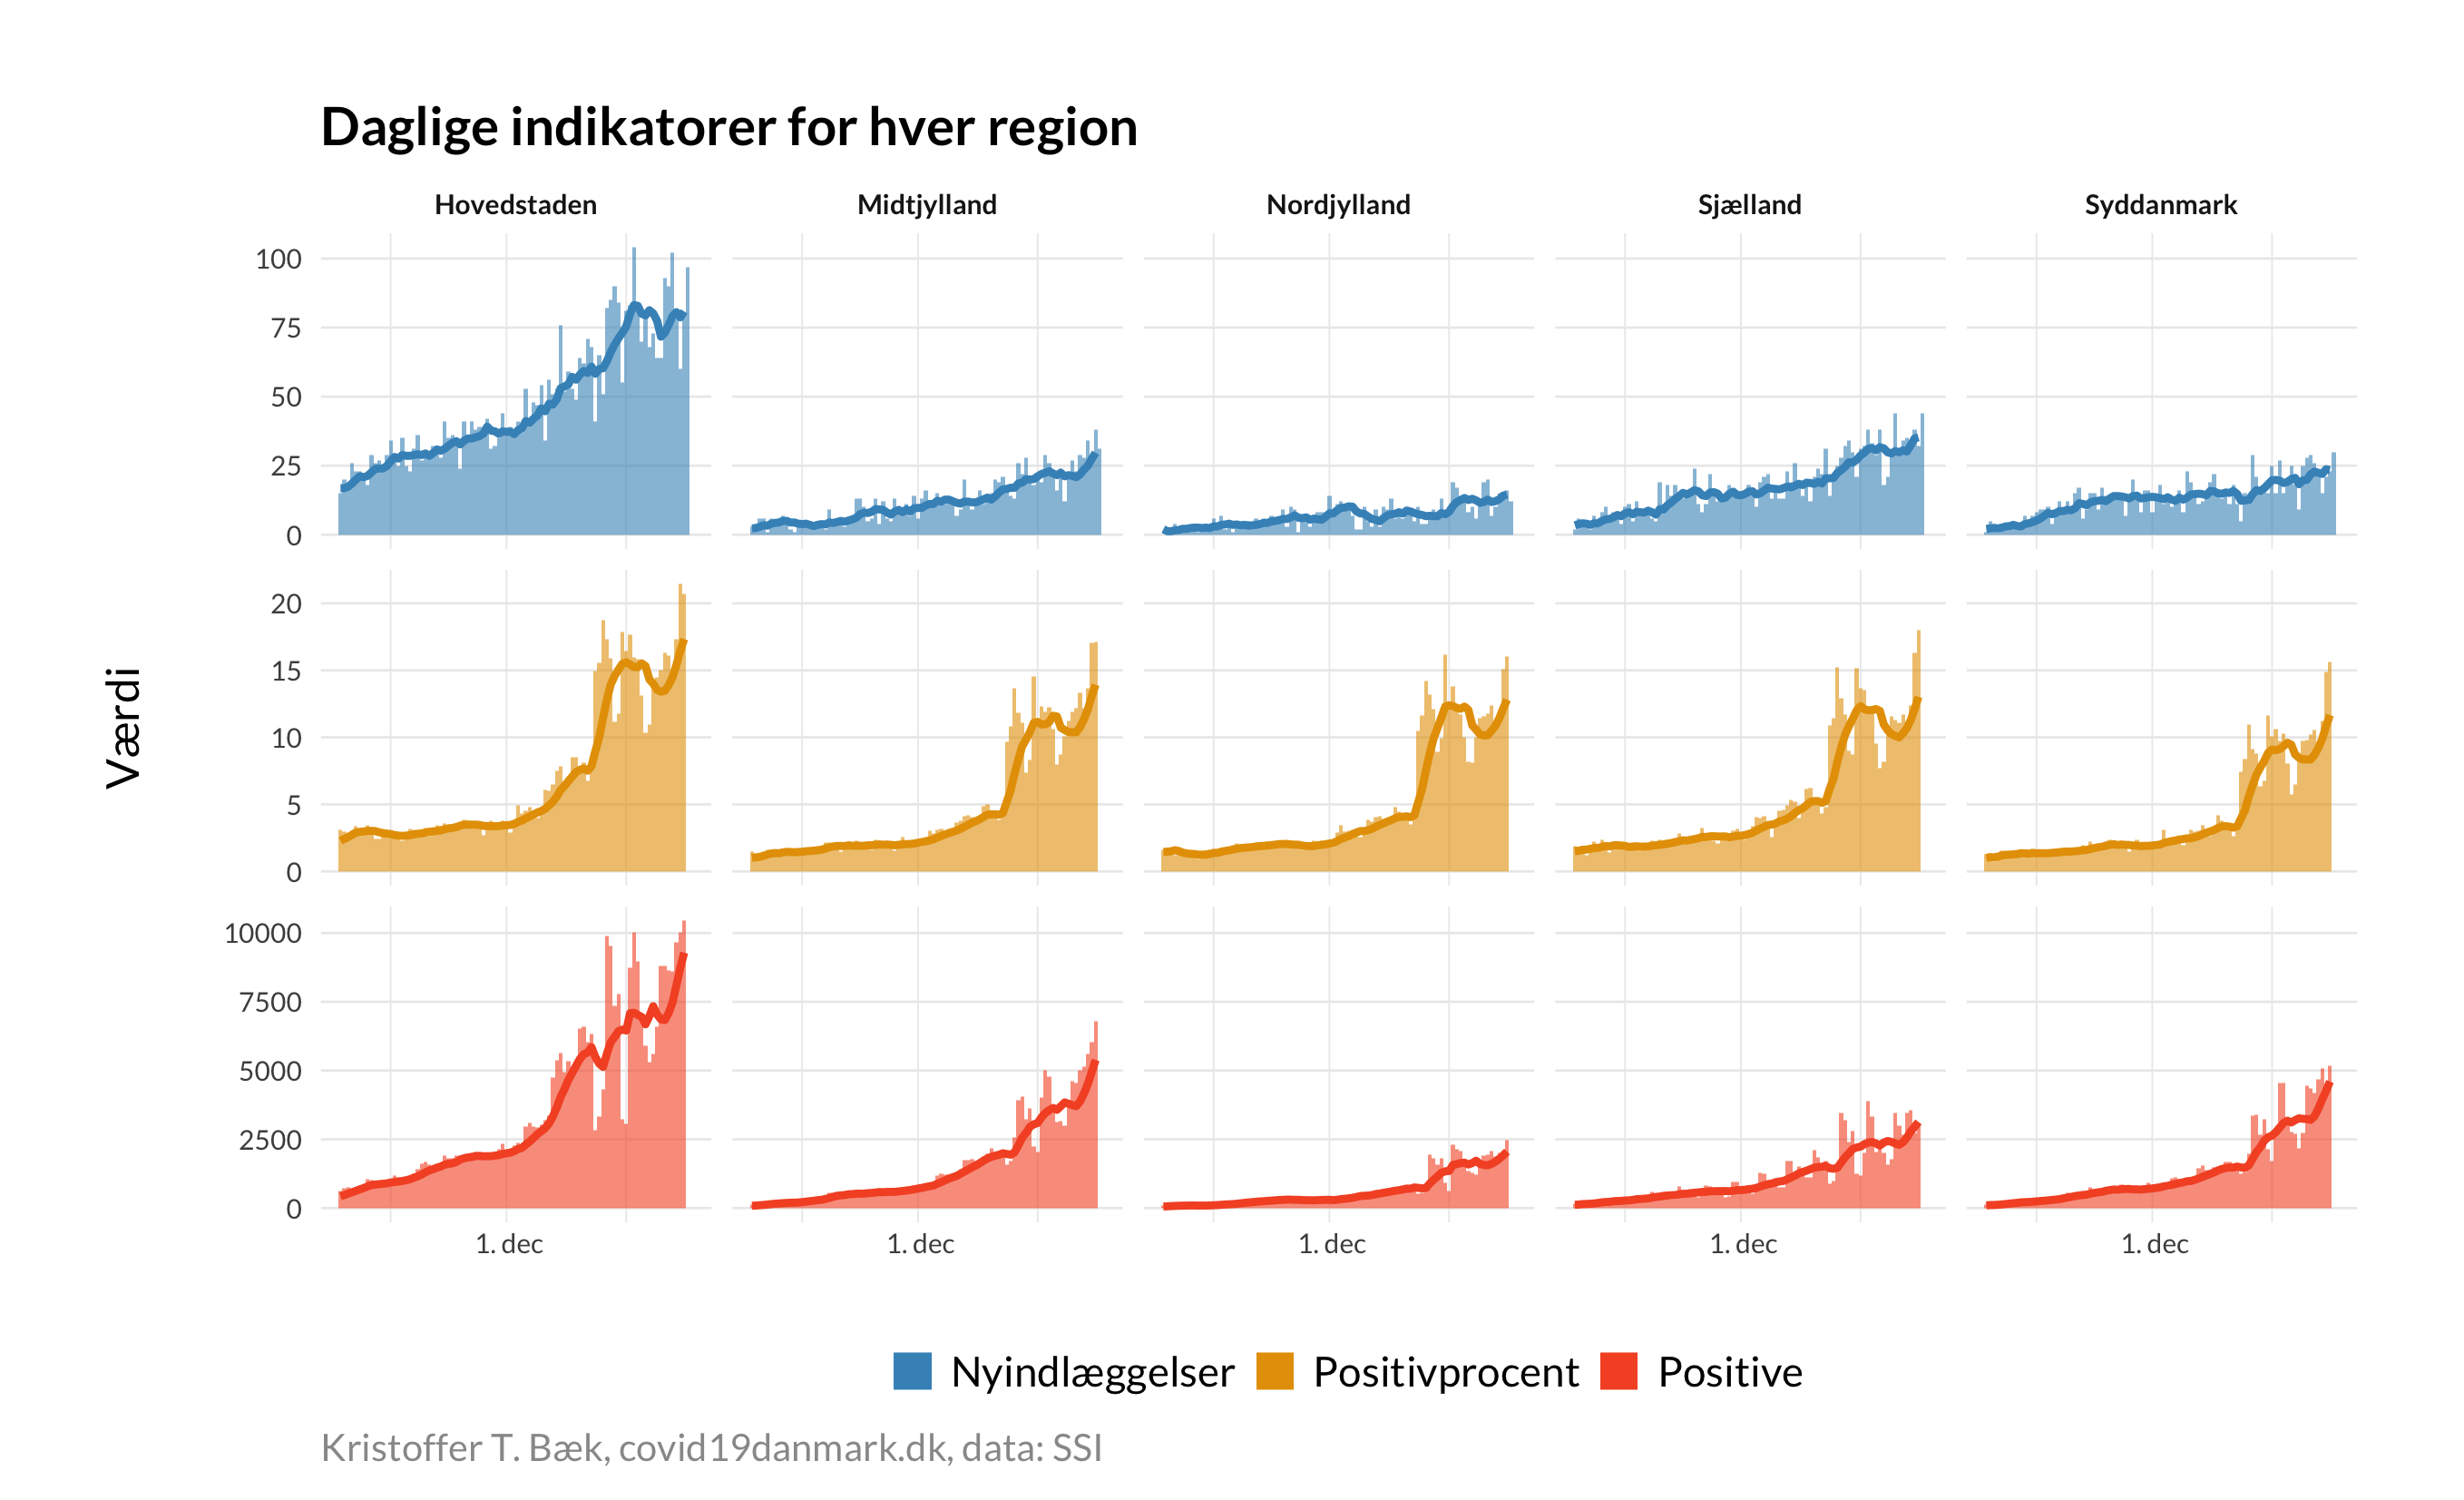 Daglige indikatorer for hver region
Hovedstaden Midtjylland Nordjylland Sjælland Syddanmark
100
75
50
25
0
20
15
10
5
0
Værdi
10000
7500
5000
2500
0
1. dec 1. dec 1. dec 1. dec 1. dec
Nyindlæggelser Positivprocent Positive
Kristoffer T. Bæk, covid19danmark.dk, data: SSI